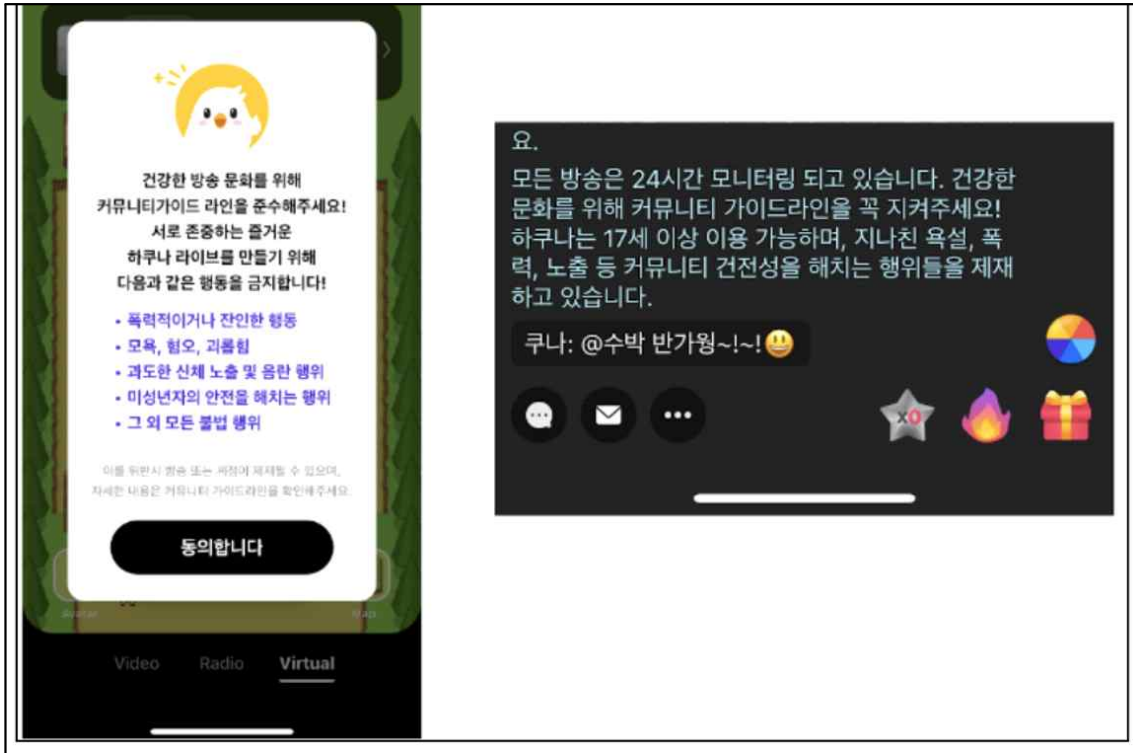 건강한 방송 문화를 위해
커뮤니티가이드 라인을 준수해주세요!
서로 존중하는 즐거운
하쿠나 라이브를 만들기 위해
다음과 같은 행동을 금지합니다!
• 폭력적이거나 잔인한 행동
• 모욕, 혐오, 괴롭힘
• 과도한 신체 노출 및 음란 행위
• 미성년자의 안전을 해치는 행위
• 그 외 모든 불법 행위
이를 위반시 방송 또는 계정에 제재될 수 있으며,
자세한 내용은 커뮤니티 가이드라인을 확인해주세요.
동의합니다
Avatar
Map
Video Radio Virtual
요.
모든 방송은 24시간 모니터링 되고 있습니다. 건강한
문화를 위해 커뮤니티 가이드라인을 꼭 지켜주세요!
하쿠나는 17세 이상 이용 가능하며, 지나친 욕설, 폭
력, 노출 등 커뮤니티 건전성을 해치는 행위들을 제재
하고 있습니다.
쿠나: @수박 반가웡~!~!😃
x0